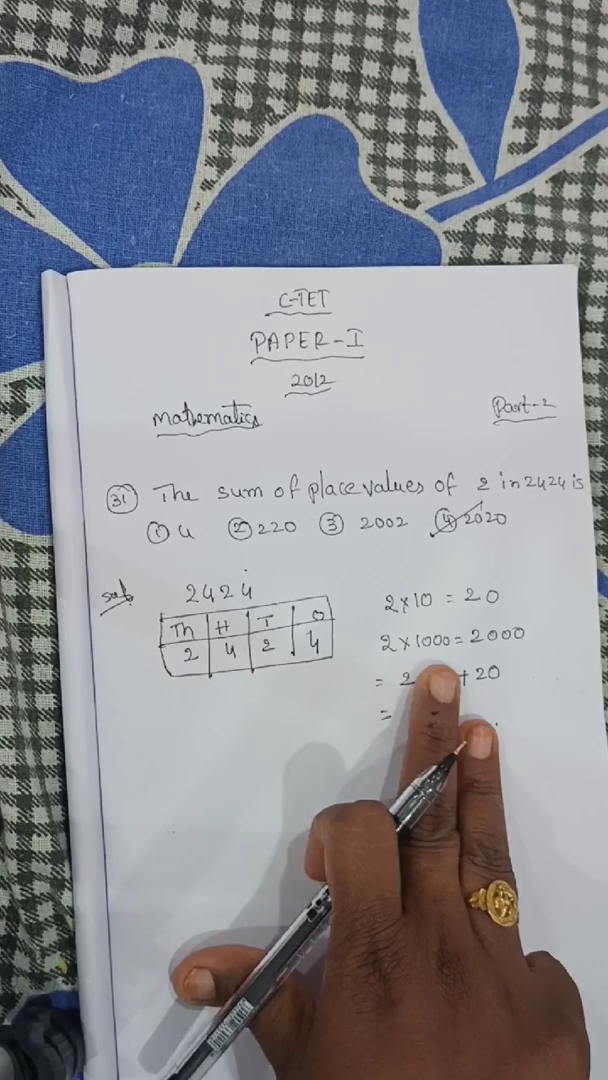 C-TET
PAPER-I
2012
Mathematics
Part-2
31 The sum of place values of 2 in 2424 is
1 4 2 220 3 2002 4 2020
2424
Th H T O
2 4 2 4
2×10 = 20
2×1000=2000
= 2 +20
=